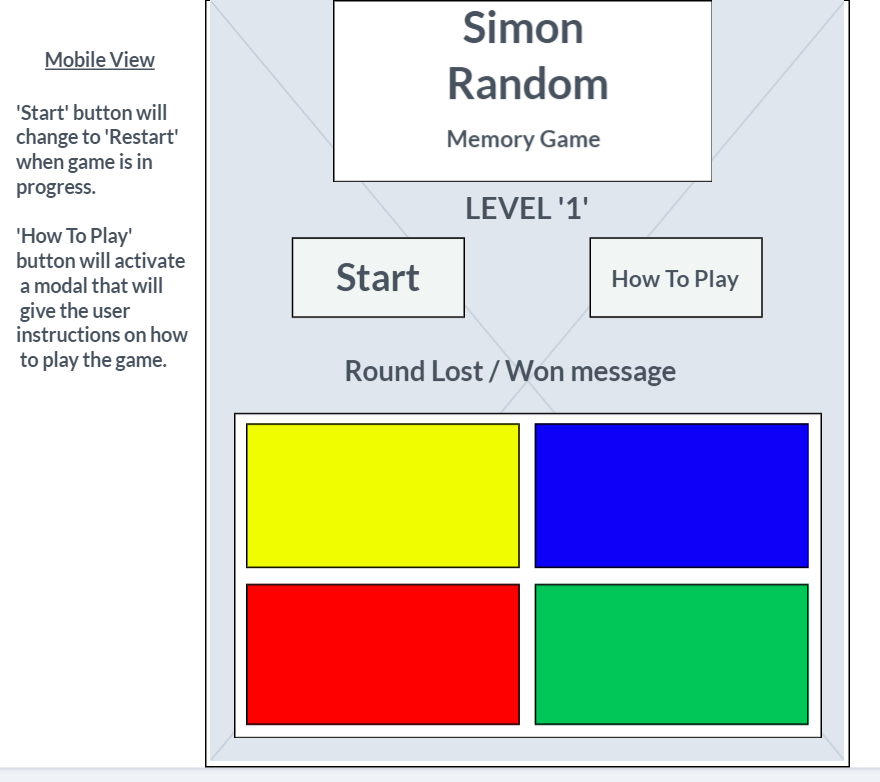 Mobile View
'Start' button will
change to 'Restart'
when game is in
progress.
'How To Play'
button will activate
a modal that will
give the user
instructions on how
to play the game.
Simon
Random
Memory Game
LEVEL '1'
Start
How To Play
Round Lost / Won message